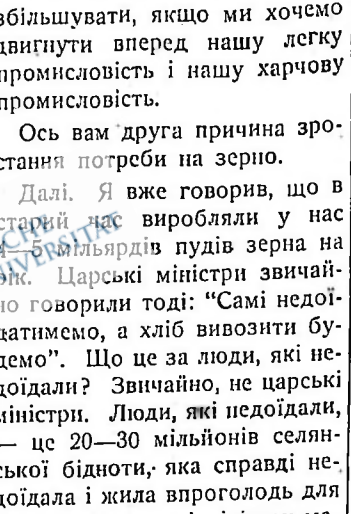 збільшувати, якщо ми хочемо
двигнути вперед нашу легку
промисловість і нашу харчову
промисловість.
Ось вам друга причина зро-
стання потреби на зерно.
Далі. Я вже говорив, що в
старий час виробляли у нас
4—5 мільярдів пудів зерна на
рік. Царські міністри звичай-
но говорили тоді: “Самі недої-
датимемо, а хліб вивозити бу-
демо”. Що це за люди, які не-
доїдали? Звичайно, не царські
міністри. Люди, які недоїдали,
— це 20—30 мільйонів селян-
ської бідноти, яка справді не-
доїдала і жила впроголодь для